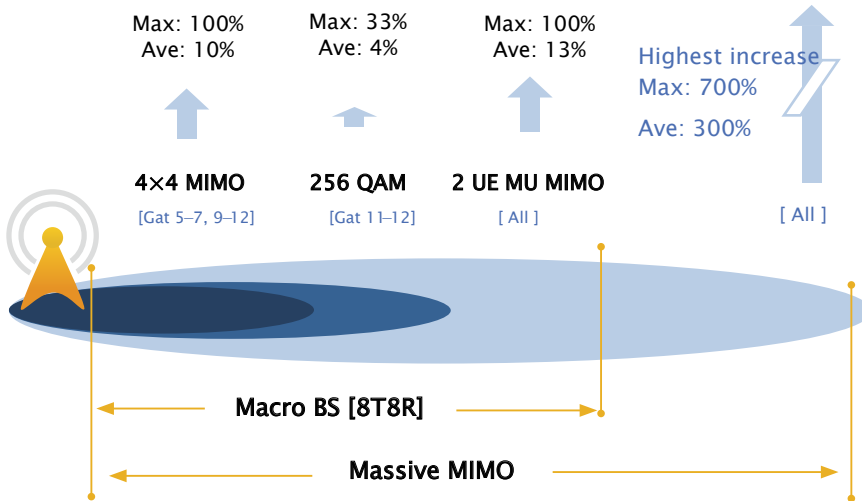 Max: 100%
Ave: 10%
Max: 33%
Ave: 4%
Max: 100%
Ave: 13%
Highest increase
Max: 700%
Ave: 300%
4×4 MIMO
256 QAM
2 UE MU MIMO
[Gat 5–7, 9–12]
[Gat 11–12]
[ All ]
[ All ]
Macro BS [8T8R]
Massive MIMO